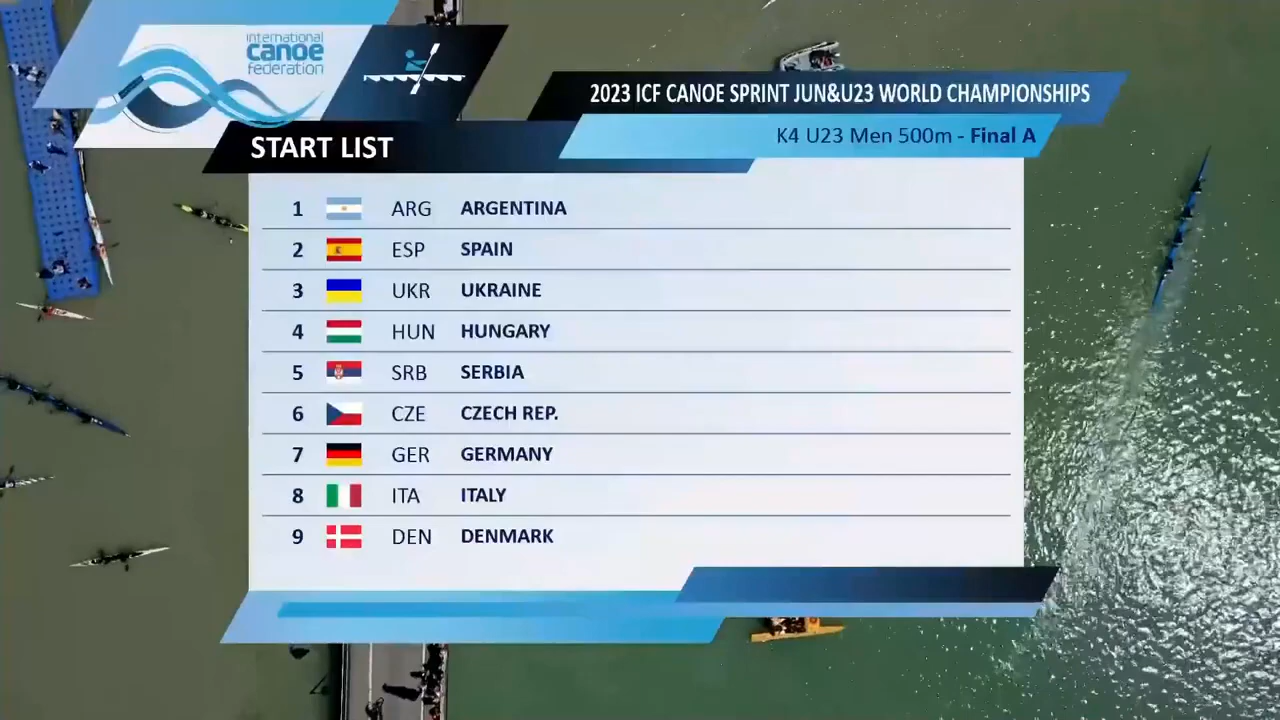 international
canoe
federation
2023 ICF CANOE SPRINT JUN&U23 WORLD CHAMPIONSHIPS
K4 U23 Men 500m - Final A
START LIST
1 ARG ARGENTINA
2 ESP SPAIN
3 UKR UKRAINE
4 HUN HUNGARY
5 SRB SERBIA
6 CZE CZECH REP.
7 GER GERMANY
8 ITA ITALY
9 DEN DENMARK